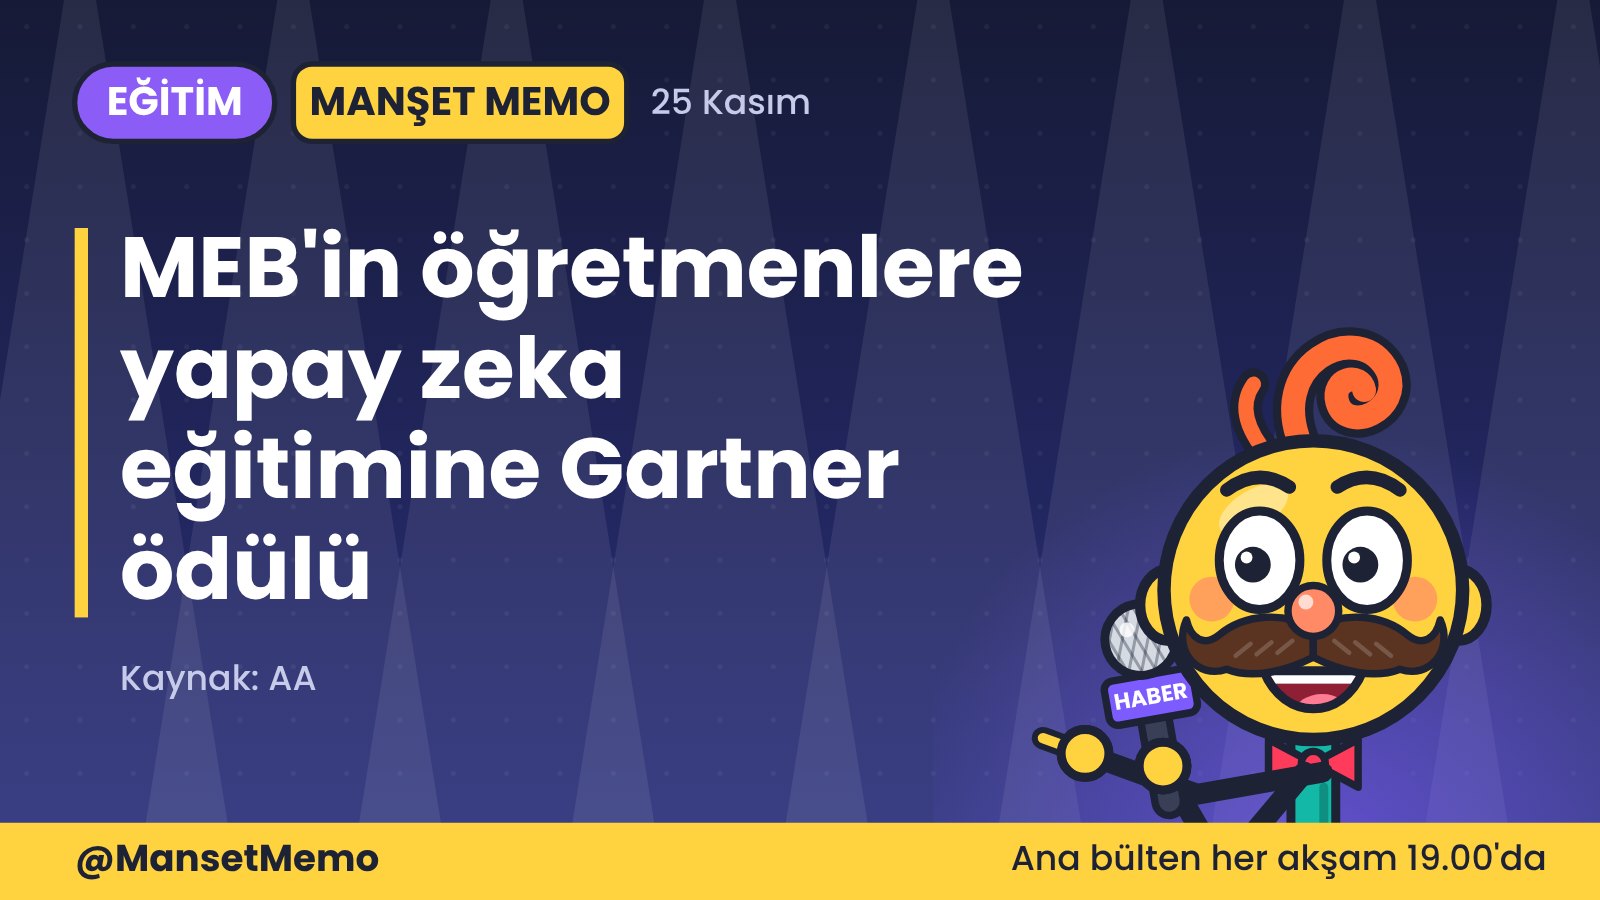 EĞİTİM
MANŞET MEMO
25 Kasım
MEB'in öğretmenlere
yapay zeka
eğitimine Gartner
ödülü
Kaynak: AA
HABER
@MansetMemo
Ana bülten her akşam 19.00'da